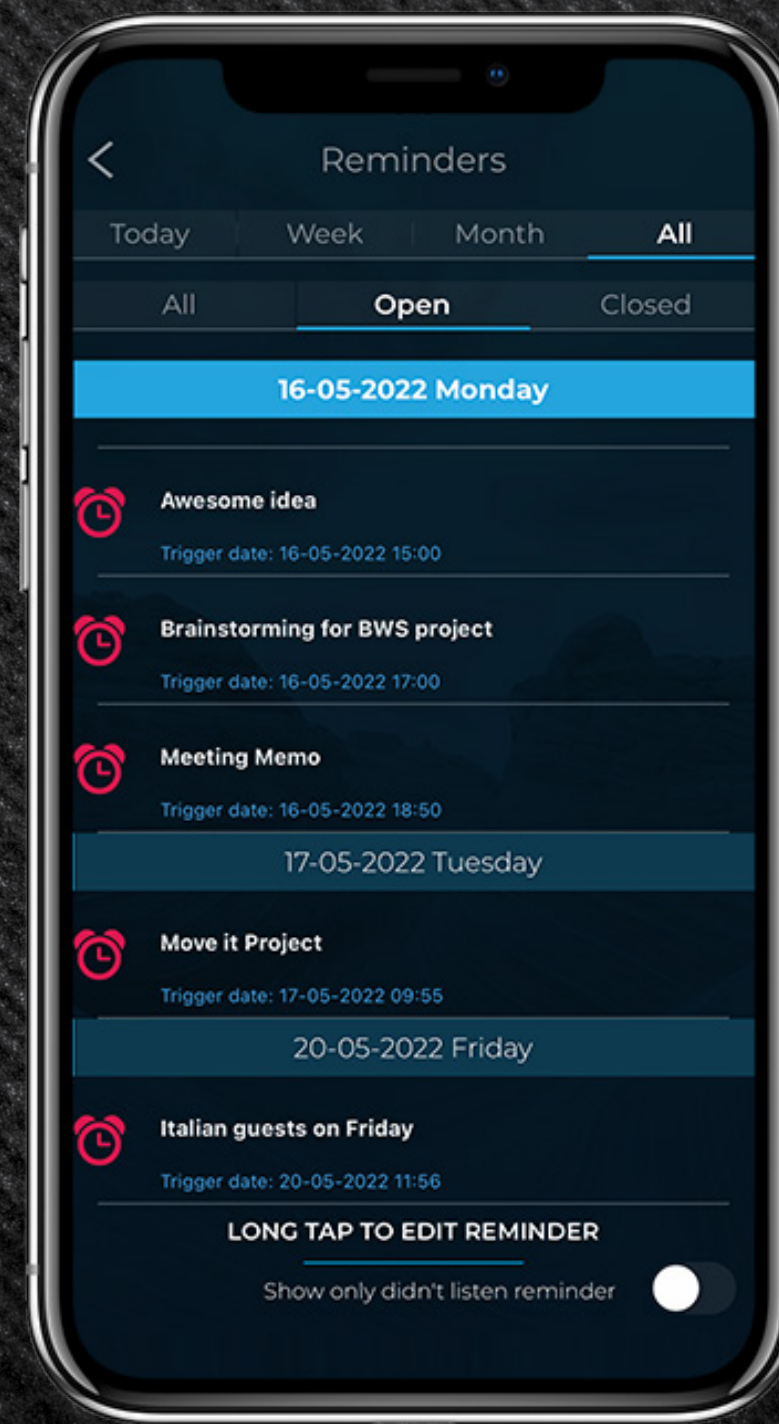 Reminders
Today Week Month All
All Open Closed
16-05-2022 Monday
Awesome idea
Trigger date: 16-05-2022 15:00
Brainstorming for BWS project
Trigger date: 16-05-2022 17:00
Meeting Memo
Trigger date: 16-05-2022 18:50
17-05-2022 Tuesday
Move it Project
Trigger date: 17-05-2022 09:55
20-05-2022 Friday
Italian guests on Friday
Trigger date: 20-05-2022 11:56
LONG TAP TO EDIT REMINDER
Show only didn't listen reminder